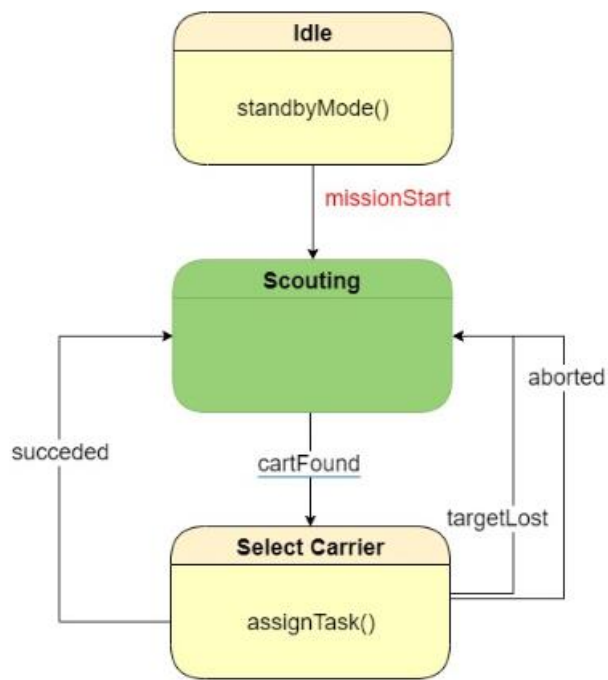 Idle
standbyMode()
missionStart
Scouting
aborted
succeded
cartFound
targetLost
Select Carrier
assignTask()